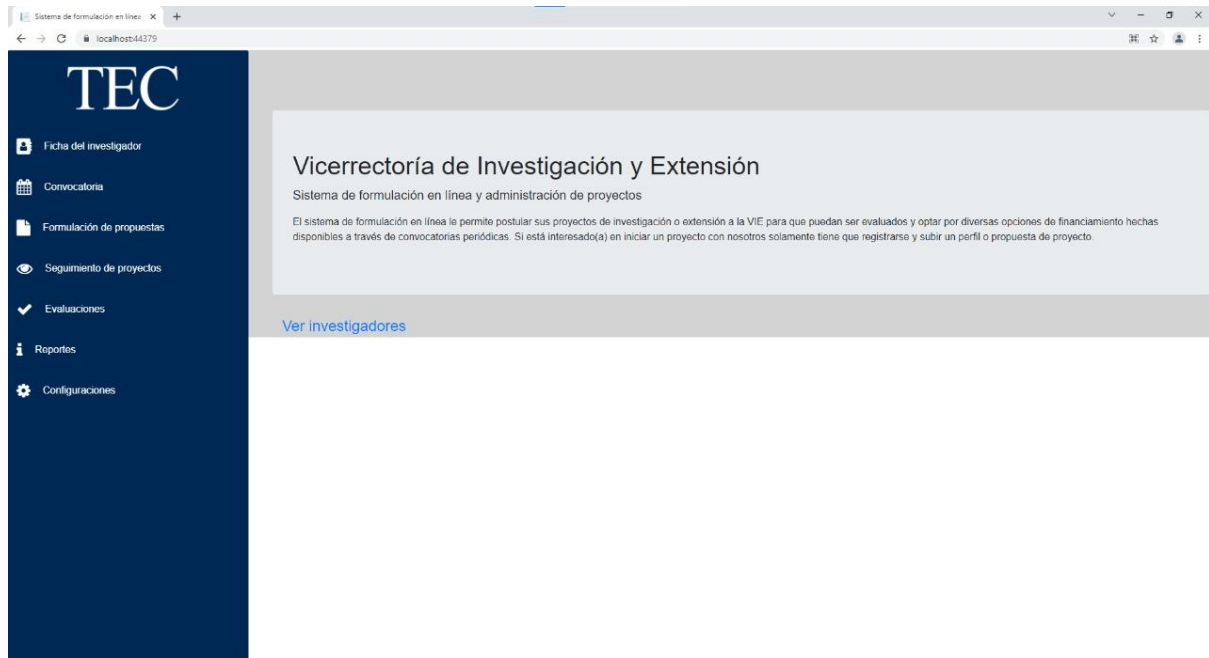 Sistema de formulación en línea
localhost:44379
TEC
Ficha del investigador
Convocatoria
Formulación de propuestas
Seguimiento de proyectos
Evaluaciones
Reportes
Configuraciones
Vicerrectoría de Investigación y Extensión
Sistema de formulación en línea y administración de proyectos
El sistema de formulación en línea le permite postular sus proyectos de investigación o extensión a la VIE para que puedan ser evaluados y optar por diversas opciones de financiamiento hechas
disponibles a través de convocatorias periódicas. Si está interesado(a) en iniciar un proyecto con nosotros solamente tiene que registrarse y subir un perfil o propuesta de proyecto.
Ver investigadores